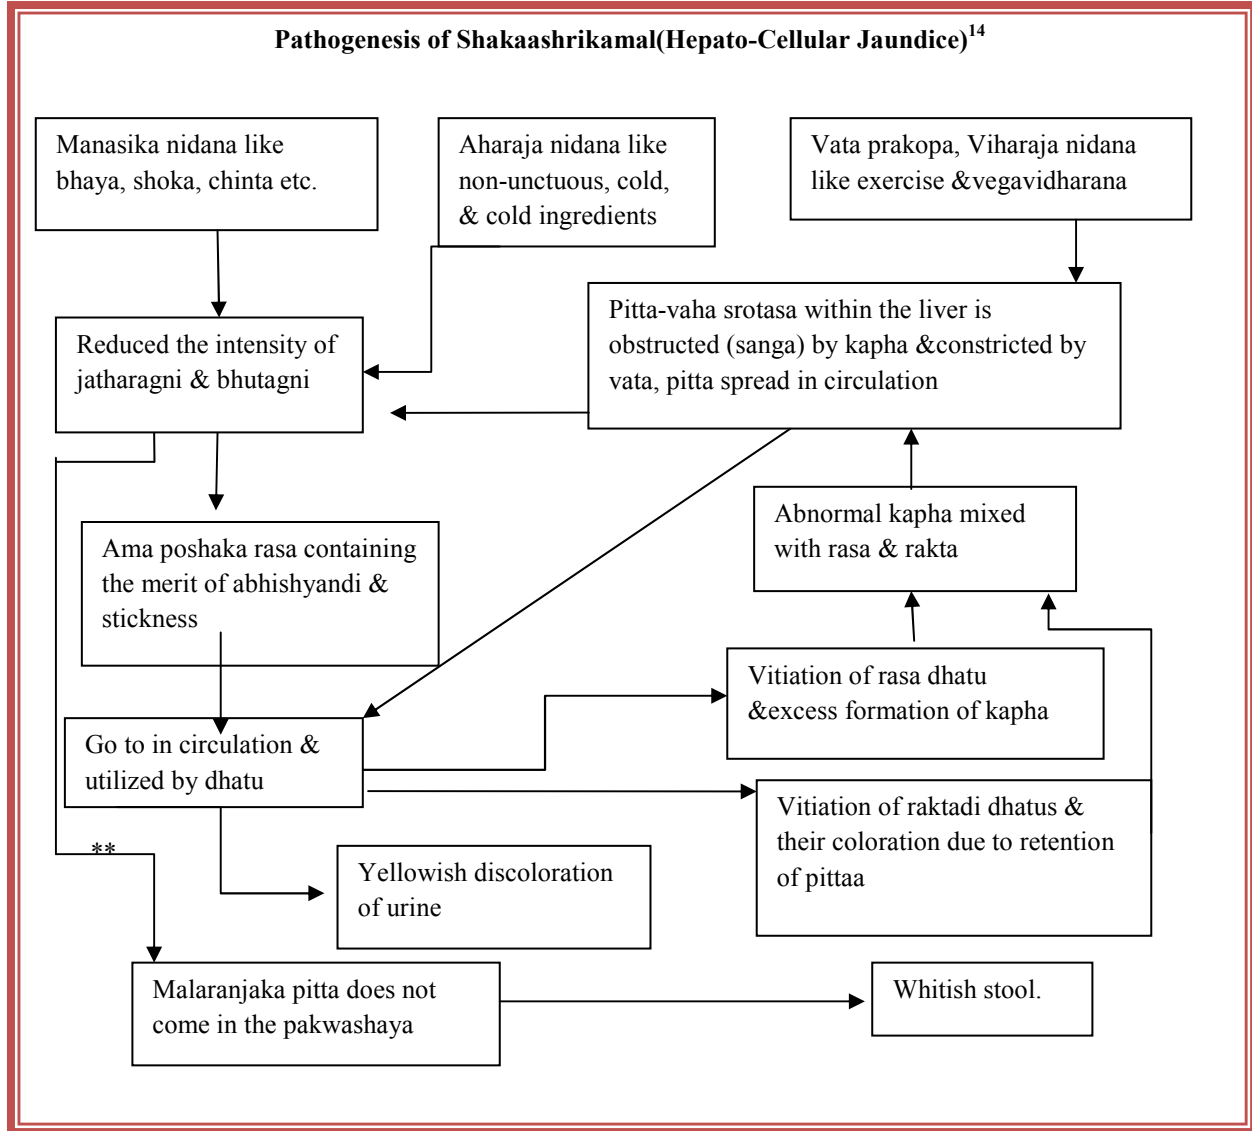 Pathogenesis of Shakaashrikamal(Hepato-Cellular Jaundice)14
Manasika nidana like
bhaya, shoka, chinta etc.
Aharaja nidana like
non-unctuous, cold,
& cold ingredients
Vata prakopa, Viharaja nidana
like exercise &vegavidharana
Reduced the intensity of
jatharagni & bhutagni
Pitta-vaha srotasa within the liver is
obstructed (sanga) by kapha &constricted by
vata, pitta spread in circulation
Abnormal kapha mixed
with rasa & rakta
Ama poshaka rasa containing
the merit of abhishyandi &
stickness
Vitiation of rasa dhatu
&excess formation of kapha
Go to in circulation &
utilized by dhatu
Vitiation of raktadi dhatus &
their coloration due to retention
of pittaa
**
Yellowish discoloration
of urine
Malaranjaka pitta does not
come in the pakwashaya
Whitish stool.